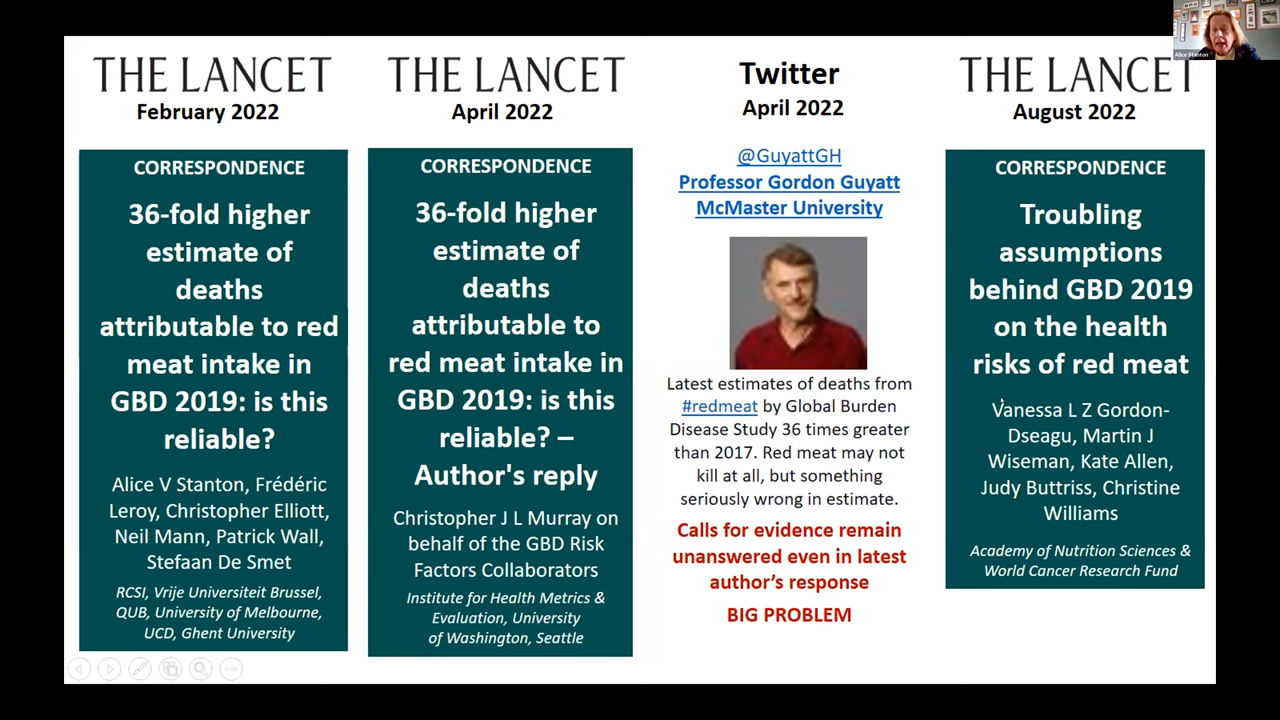 THE LANCET
February 2022
CORRESPONDENCE
36-fold higher
estimate of
deaths
attributable to red
meat intake in
GBD 2019: is this
reliable?
Alice V Stanton, Frédéric
Leroy, Christopher Elliott,
Neil Mann, Patrick Wall,
Stefaan De Smet
RCSI, Vrije Universiteit Brussel,
QUB, University of Melbourne,
UCD, Ghent University
THE LANCET
April 2022
CORRESPONDENCE
36-fold higher
estimate of
deaths
attributable to
red meat intake in
GBD 2019: is this
reliable? –
Author's reply
Christopher J L Murray on
behalf of the GBD Risk
Factors Collaborators
Institute for Health Metrics &
Evaluation, University
of Washington, Seattle
Twitter
April 2022
@GuyattGH
Professor Gordon Guyatt
McMaster University
Latest estimates of deaths from
#redmeat by Global Burden
Disease Study 36 times greater
than 2017. Red meat may not
kill at all, but something
seriously wrong in estimate.
Calls for evidence remain
unanswered even in latest
author’s response
BIG PROBLEM
THE LANCET
August 2022
CORRESPONDENCE
Troubling
assumptions
behind GBD 2019
on the health
risks of red meat
Vanessa L Z Gordon-
Dseagu, Martin J
Wiseman, Kate Allen,
Judy Buttriss, Christine
Williams
Academy of Nutrition Sciences &
World Cancer Research Fund
Alice Stanton